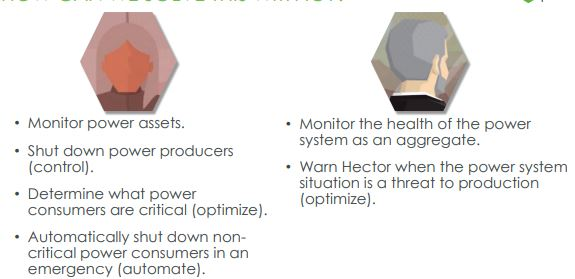 • Monitor power assets.
• Shut down power producers
(control).
• Determine what power
consumers are critical (optimize).
• Automatically shut down non-
critical power consumers in an
emergency (automate).
• Monitor the health of the power
system as an aggregate.
• Warn Hector when the power system
situation is a threat to production
(optimize).